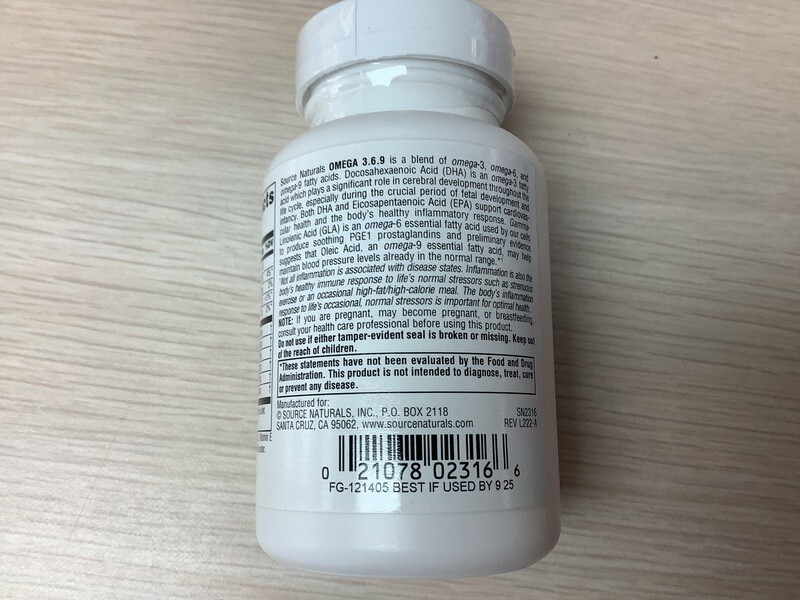 Source Naturals OMEGA 3.6.9 is a blend of omega-3, omega-6, and
omega-9 fatty acids. Docosahexaenoic Acid (DHA) is an omega-3 fatty
acid which plays a significant role in cerebral development throughout the
life cycle, especially during the crucial period of fetal development and
infancy. Both DHA and Eicosapentaenoic Acid (EPA) support cardiovas-
cular health and the body's healthy inflammatory response. Gamma
Linolenic Acid (GLA) is an omega-6 essential fatty acid used by our cells
to produce soothing PGE1 prostaglandins and preliminary evidence
suggests that Oleic Acid, an omega-9 essential fatty acid, may help
maintain blood pressure levels already in the normal range.*†
†Not all inflammation is associated with disease states. Inflammation is also the
body's healthy immune response to life's normal stressors such as strenuous
exercise or an occasional high-fat/high-calorie meal. The body's inflammation
response to life's occasional, normal stressors is important for optimal health.
NOTE: If you are pregnant, may become pregnant, or breastfeeding,
consult your health care professional before using this product.
Do not use if either tamper-evident seal is broken or missing. Keep out
of the reach of children.
*These statements have not been evaluated by the Food and Drug
Administration. This product is not intended to diagnose, treat, cure
or prevent any disease.
Manufactured for:
© SOURCE NATURALS, INC., P.O. BOX 2118 SN2316
SANTA CRUZ, CA 95062, www.sourcenaturals.com REV L222-A
0 21078 02316 6
FG-121405 BEST IF USED BY 9 25